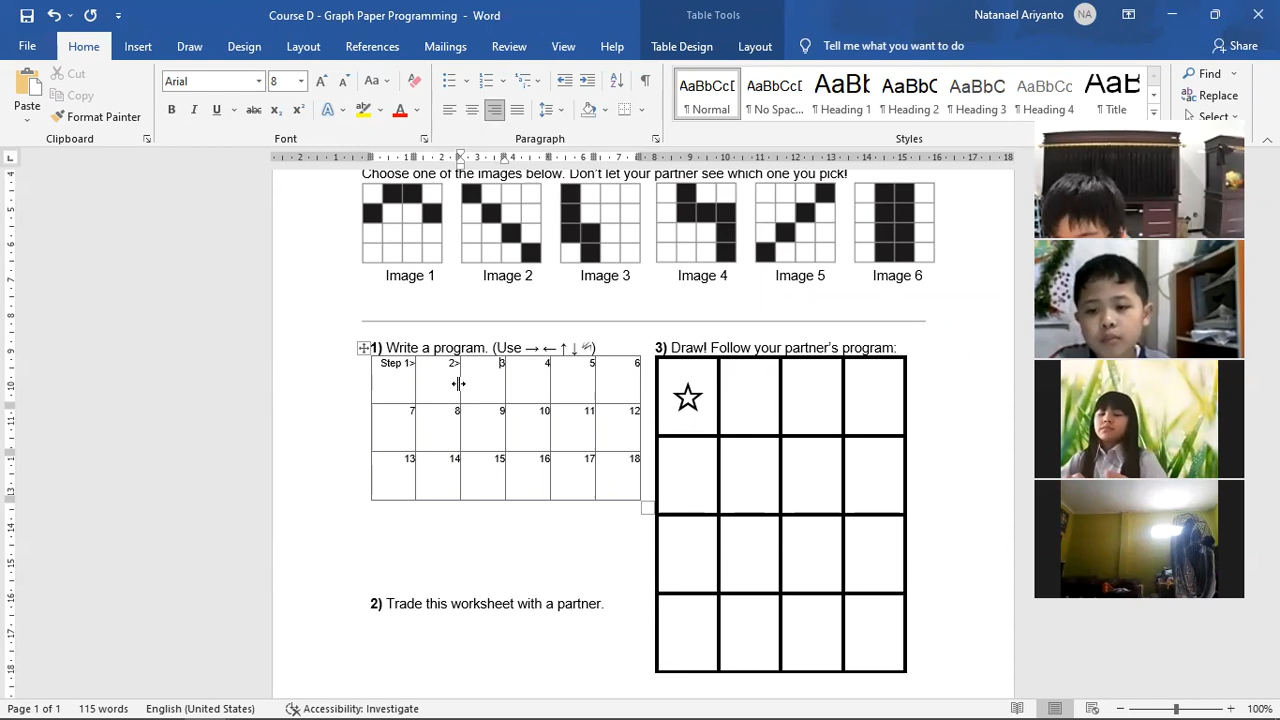 Course D - Graph Paper Programming - Word
Table Tools
Natanael Ariyanto
NA
File Home Insert Draw Design Layout References Mailings Review View Help Table Design Layout Tell me what you want to do Share
Paste
Cut
Copy
Format Painter
Clipboard
Arial 8
Font
Paragraph
AaBbCcD ¶ Normal
AaBbCcD ¶ No Spac...
AaBbC ¶ Heading 1
AaBbC ¶ Heading 2
AaBbCc ¶ Heading 3
AaBbCcD ¶ Heading 4
AaBb ¶ Title
Styles
Find
Replace
Select
Choose one of the images below. Don't let your partner see which one you pick!
Image 1 Image 2 Image 3 Image 4 Image 5 Image 6
1) Write a program. (Use → ← ↑ ↓ )
Step 1> 2> 3 4 5 6
7 8 9 10 11 12
13 14 15 16 17 18
2) Trade this worksheet with a partner.
3) Draw! Follow your partner's program:
Page 1 of 1 115 words English (United States) Accessibility: Investigate 100%